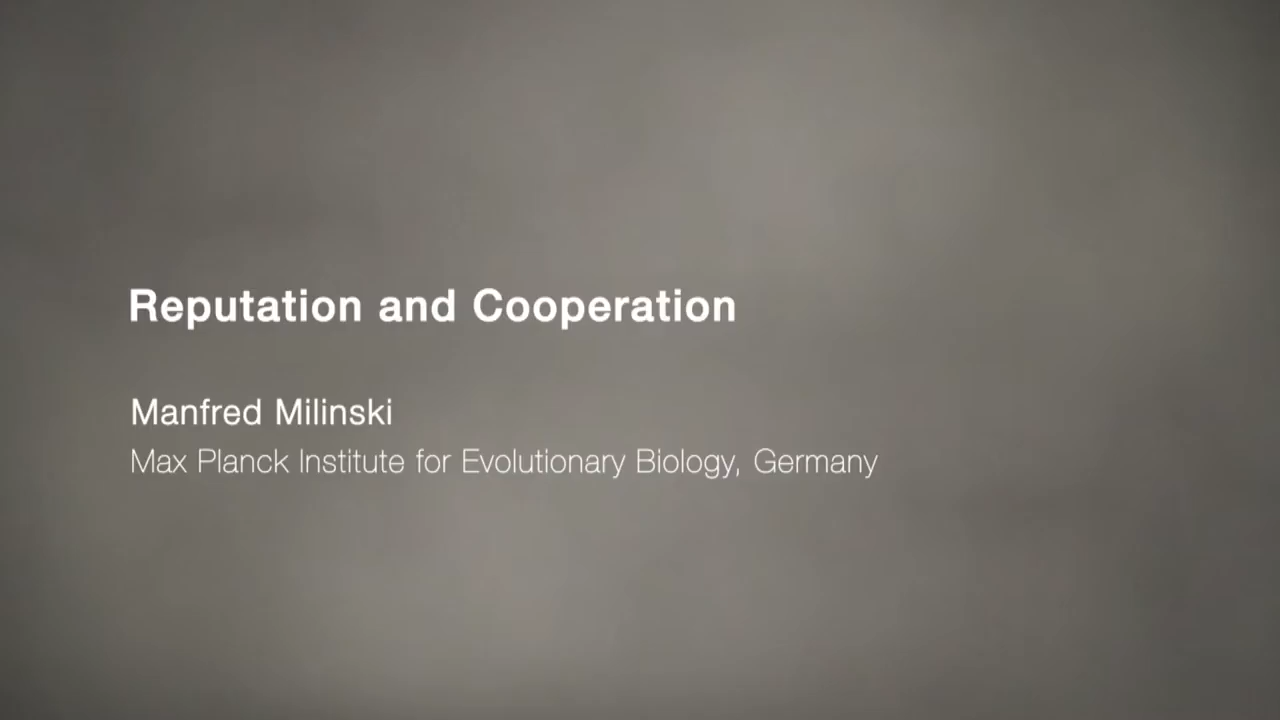 Reputation and Cooperation
Manfred Milinski
Max Planck Institute for Evolutionary Biology, Germany